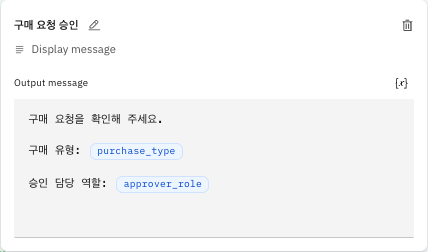 구매 요청 승인
Display message
Output message
{𝑥}
구매 요청을 확인해 주세요.
구매 유형: purchase_type
승인 담당 역할: approver_role